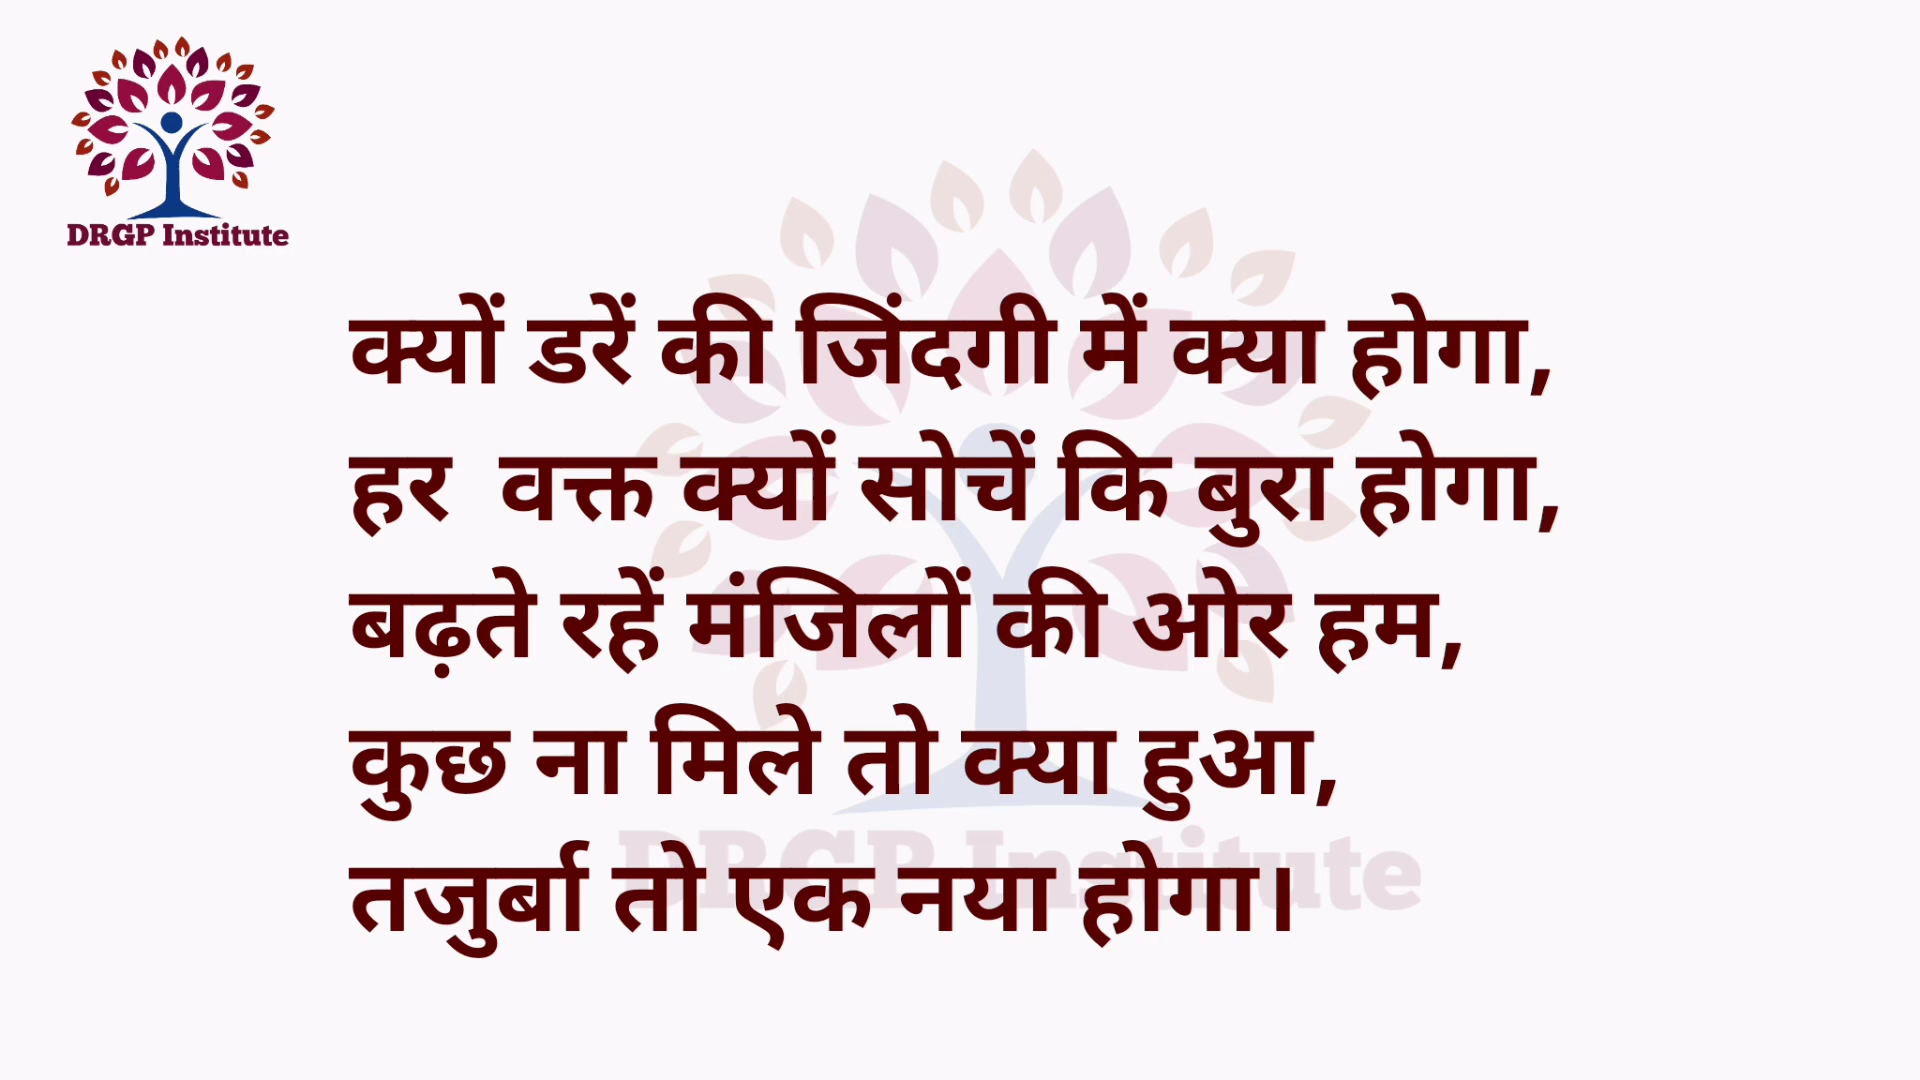 DRGP Institute
क्यों डरें की जिंदगी में क्या होगा,
हर  वक्त क्यों सोचें कि बुरा होगा,
बढ़ते रहें मंजिलों की ओर हम,
कुछ ना मिले तो क्या हुआ,
तजुर्बा तो एक नया होगा।
DRGP Institute